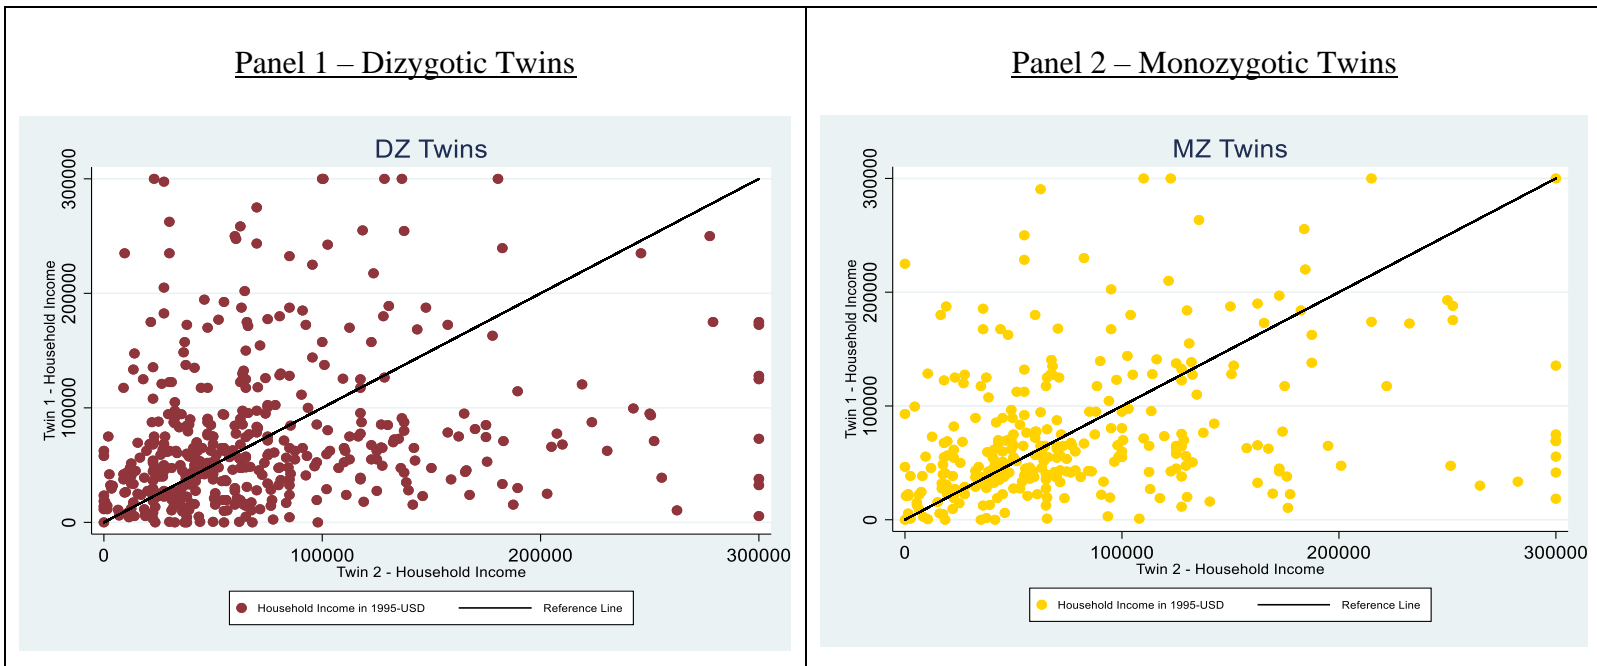 Panel 1 – Dizygotic Twins
DZ Twins
Twin 1 - Household Income
300000
200000
100000
0
0 100000 200000 300000
Twin 2 - Household Income
Household Income in 1995-USD Reference Line
Panel 2 – Monozygotic Twins
MZ Twins
Twin 1 - Household Income
300000
200000
100000
0
0 100000 200000 300000
Twin 2 - Household Income
Household Income in 1995-USD Reference Line